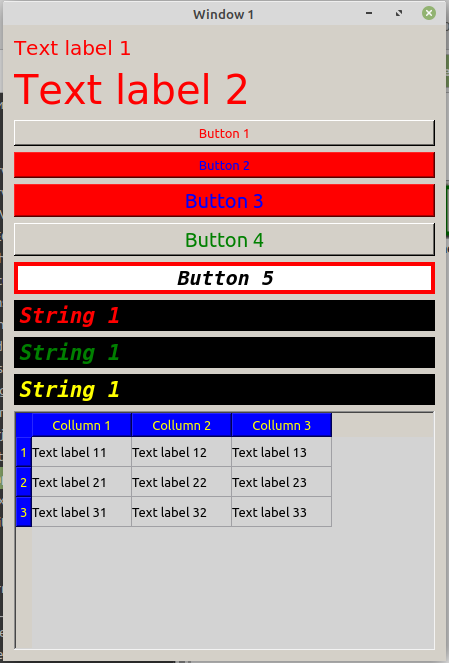 Window 1
Text label 1
Text label 2
Button 1
Button 2
Button 3
Button 4
Button 5
String 1
String 1
String 1
Collumn 1 Column 2 Column 3
1 Text label 11 Text label 12 Text label 13
2 Text label 21 Text label 22 Text label 23
3 Text label 31 Text label 32 Text label 33